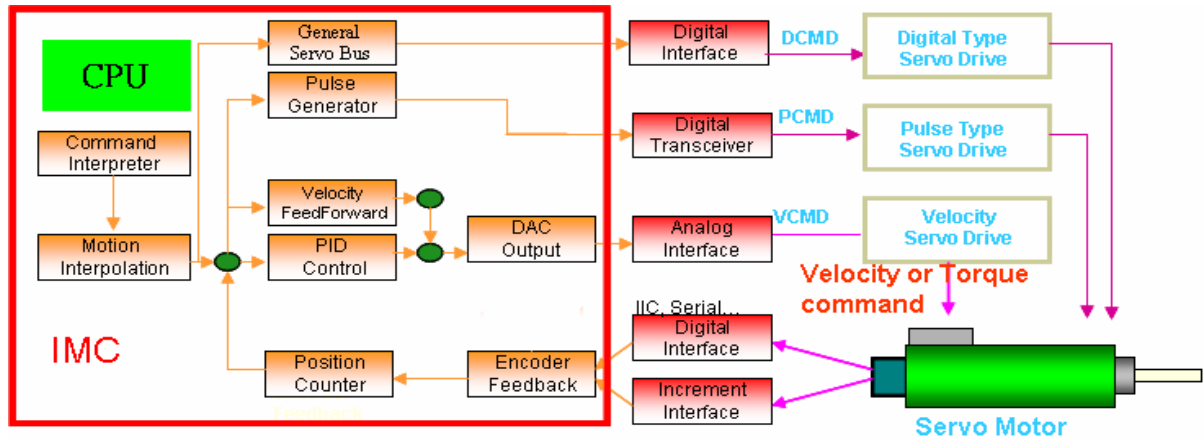 CPU
General
Servo Bus
Pulse
Generator
Command
Interpreter
Velocity
FeedForward
Motion
Interpolation
PID
Control
DAC
Output
IMC
Position
Counter
Encoder
Feedback
Feedback
Digital
Interface
DCMD
Digital Type
Servo Drive
Digital
Transceiver
PCMD
Pulse Type
Servo Drive
Analog
Interface
VCMD
Velocity
Servo Drive
Velocity or Torque
command
IIC, Serial...
Digital
Interface
Increment
Interface
Servo Motor